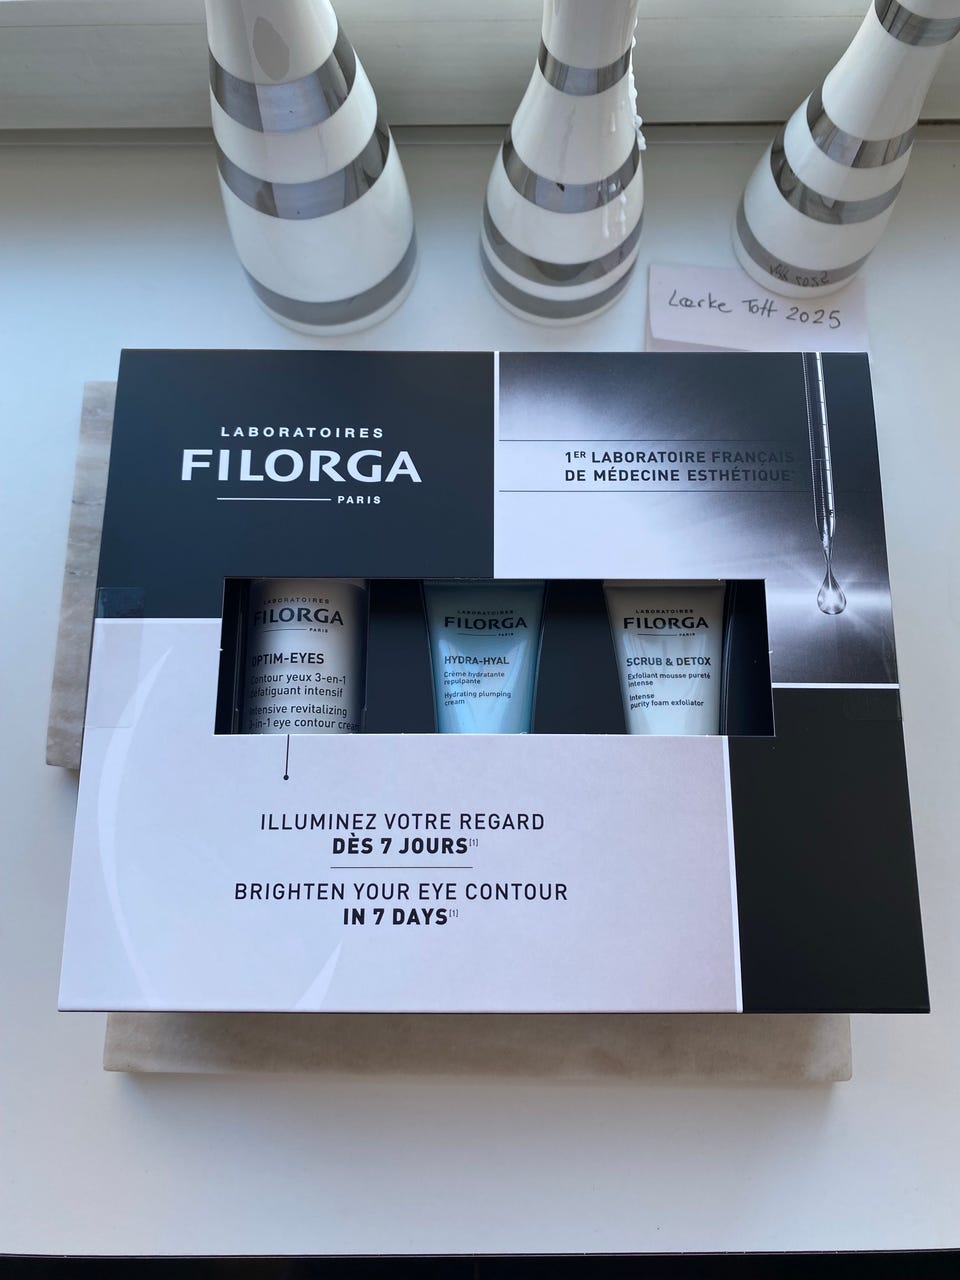 Lærke Toft 2025
LABORATOIRES
FILORGA
PARIS
1ER LABORATOIRE FRANÇAIS
DE MÉDECINE ESTHÉTIQUE*
LABORATOIRES
FILORGA
PARIS
OPTIM-EYES
Contour yeux 3-en-1
défatiguant intensif
Intensive revitalizing
3-in-1 eye contour cream
LABORATOIRES
FILORGA
PARIS
HYDRA-HYAL
Crème hydratante
repulpante
Hydrating plumping
cream
LABORATOIRES
FILORGA
PARIS
SCRUB & DETOX
Exfoliant mousse pureté
intense
Intense
purity foam exfoliator
ILLUMINEZ VOTRE REGARD
DÈS 7 JOURS[1]
BRIGHTEN YOUR EYE CONTOUR
IN 7 DAYS[1]